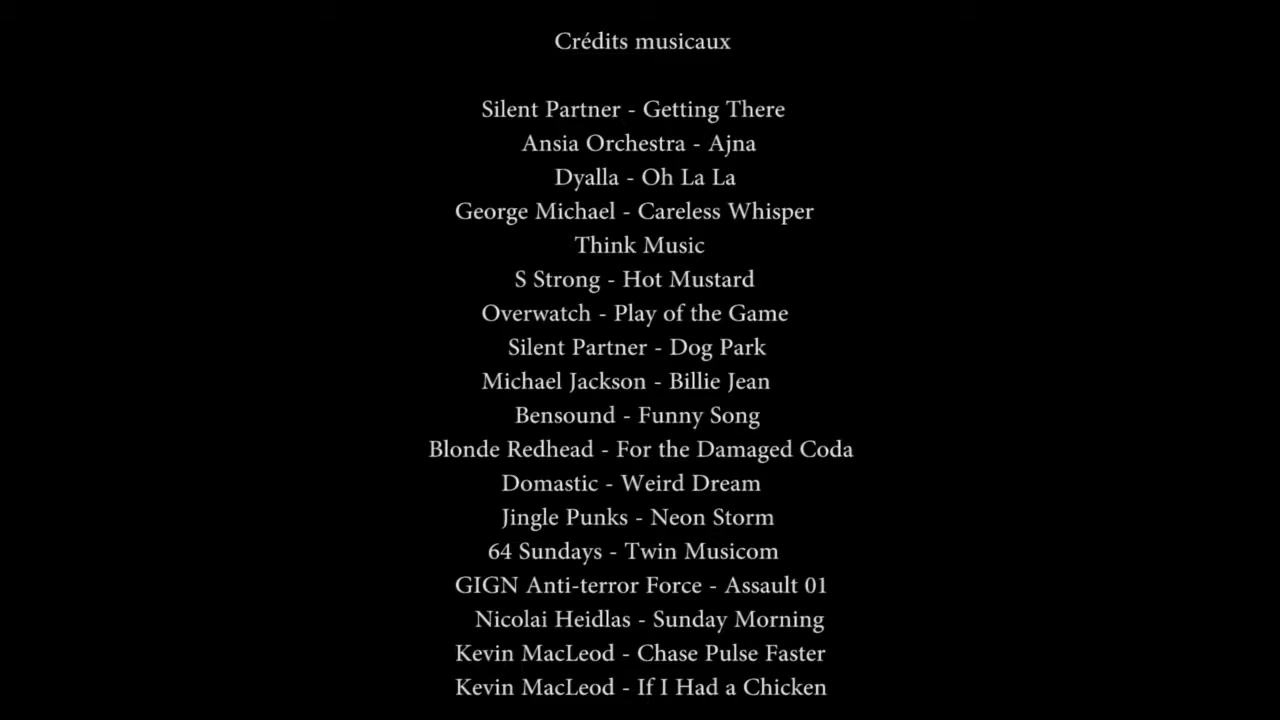 Crédits musicaux
Silent Partner - Getting There
Ansia Orchestra - Ajna
Dyalla - Oh La La
George Michael - Careless Whisper
Think Music
S Strong - Hot Mustard
Overwatch - Play of the Game
Silent Partner - Dog Park
Michael Jackson - Billie Jean
Bensound - Funny Song
Blonde Redhead - For the Damaged Coda
Domastic - Weird Dream
Jingle Punks - Neon Storm
64 Sundays - Twin Musicom
GIGN Anti-terror Force - Assault 01
Nicolai Heidlas - Sunday Morning
Kevin MacLeod - Chase Pulse Faster
Kevin MacLeod - If I Had a Chicken